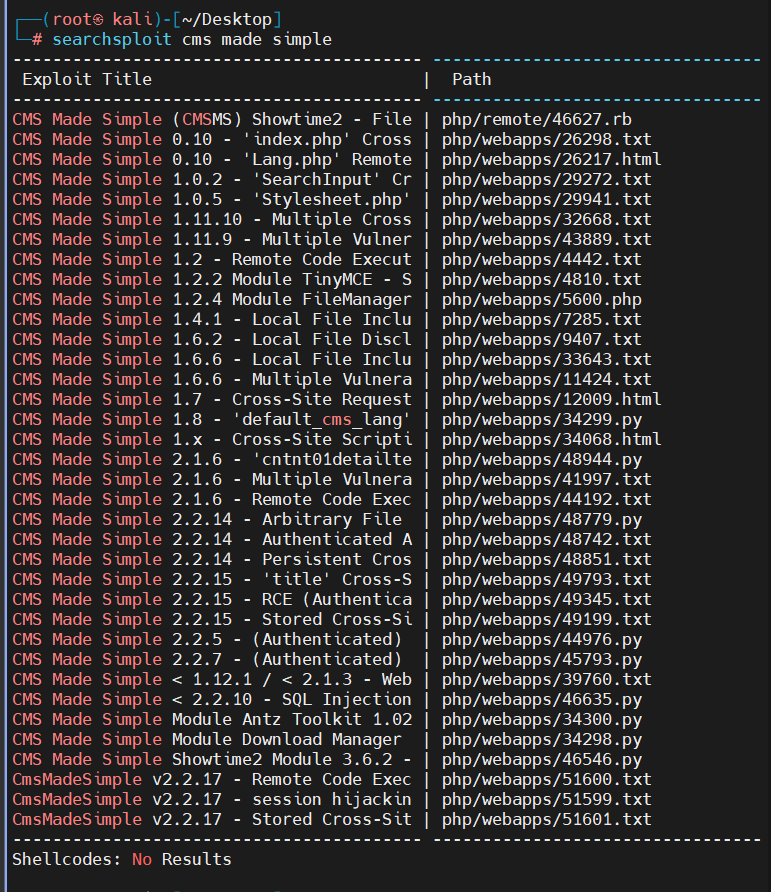 ┌──(root㉿ kali)-[~/Desktop]
└─# searchsploit cms made simple
----------------------------------------- ---------------------------------
 Exploit Title                           |  Path
----------------------------------------- ---------------------------------
CMS Made Simple (CMSMS) Showtime2 - File | php/remote/46627.rb
CMS Made Simple 0.10 - 'index.php' Cross | php/webapps/26298.txt
CMS Made Simple 0.10 - 'Lang.php' Remote | php/webapps/26217.html
CMS Made Simple 1.0.2 - 'SearchInput' Cr | php/webapps/29272.txt
CMS Made Simple 1.0.5 - 'Stylesheet.php' | php/webapps/29941.txt
CMS Made Simple 1.11.10 - Multiple Cross | php/webapps/32668.txt
CMS Made Simple 1.11.9 - Multiple Vulner | php/webapps/43889.txt
CMS Made Simple 1.2 - Remote Code Execut | php/webapps/4442.txt
CMS Made Simple 1.2.2 Module TinyMCE - S | php/webapps/4810.txt
CMS Made Simple 1.2.4 Module FileManager | php/webapps/5600.php
CMS Made Simple 1.4.1 - Local File Inclu | php/webapps/7285.txt
CMS Made Simple 1.6.2 - Local File Discl | php/webapps/9407.txt
CMS Made Simple 1.6.6 - Local File Inclu | php/webapps/33643.txt
CMS Made Simple 1.6.6 - Multiple Vulnera | php/webapps/11424.txt
CMS Made Simple 1.7 - Cross-Site Request | php/webapps/12009.html
CMS Made Simple 1.8 - 'default_cms_lang' | php/webapps/34299.py
CMS Made Simple 1.x - Cross-Site Scripti | php/webapps/34068.html
CMS Made Simple 2.1.6 - 'cntnt01detailte | php/webapps/48944.py
CMS Made Simple 2.1.6 - Multiple Vulnera | php/webapps/41997.txt
CMS Made Simple 2.1.6 - Remote Code Exec | php/webapps/44192.txt
CMS Made Simple 2.2.14 - Arbitrary File  | php/webapps/48779.py
CMS Made Simple 2.2.14 - Authenticated A | php/webapps/48742.txt
CMS Made Simple 2.2.14 - Persistent Cros | php/webapps/48851.txt
CMS Made Simple 2.2.15 - 'title' Cross-S | php/webapps/49793.txt
CMS Made Simple 2.2.15 - RCE (Authentica | php/webapps/49345.txt
CMS Made Simple 2.2.15 - Stored Cross-Si | php/webapps/49199.txt
CMS Made Simple 2.2.5 - (Authenticated)  | php/webapps/44976.py
CMS Made Simple 2.2.7 - (Authenticated)  | php/webapps/45793.py
CMS Made Simple < 1.12.1 / < 2.1.3 - Web | php/webapps/39760.txt
CMS Made Simple < 2.2.10 - SQL Injection | php/webapps/46635.py
CMS Made Simple Module Antz Toolkit 1.02 | php/webapps/34300.py
CMS Made Simple Module Download Manager  | php/webapps/34298.py
CMS Made Simple Showtime2 Module 3.6.2 - | php/webapps/46546.py
CmsMadeSimple v2.2.17 - Remote Code Exec | php/webapps/51600.txt
CmsMadeSimple v2.2.17 - session hijackin | php/webapps/51599.txt
CmsMadeSimple v2.2.17 - Stored Cross-Sit | php/webapps/51601.txt
----------------------------------------- ---------------------------------
Shellcodes: No Results